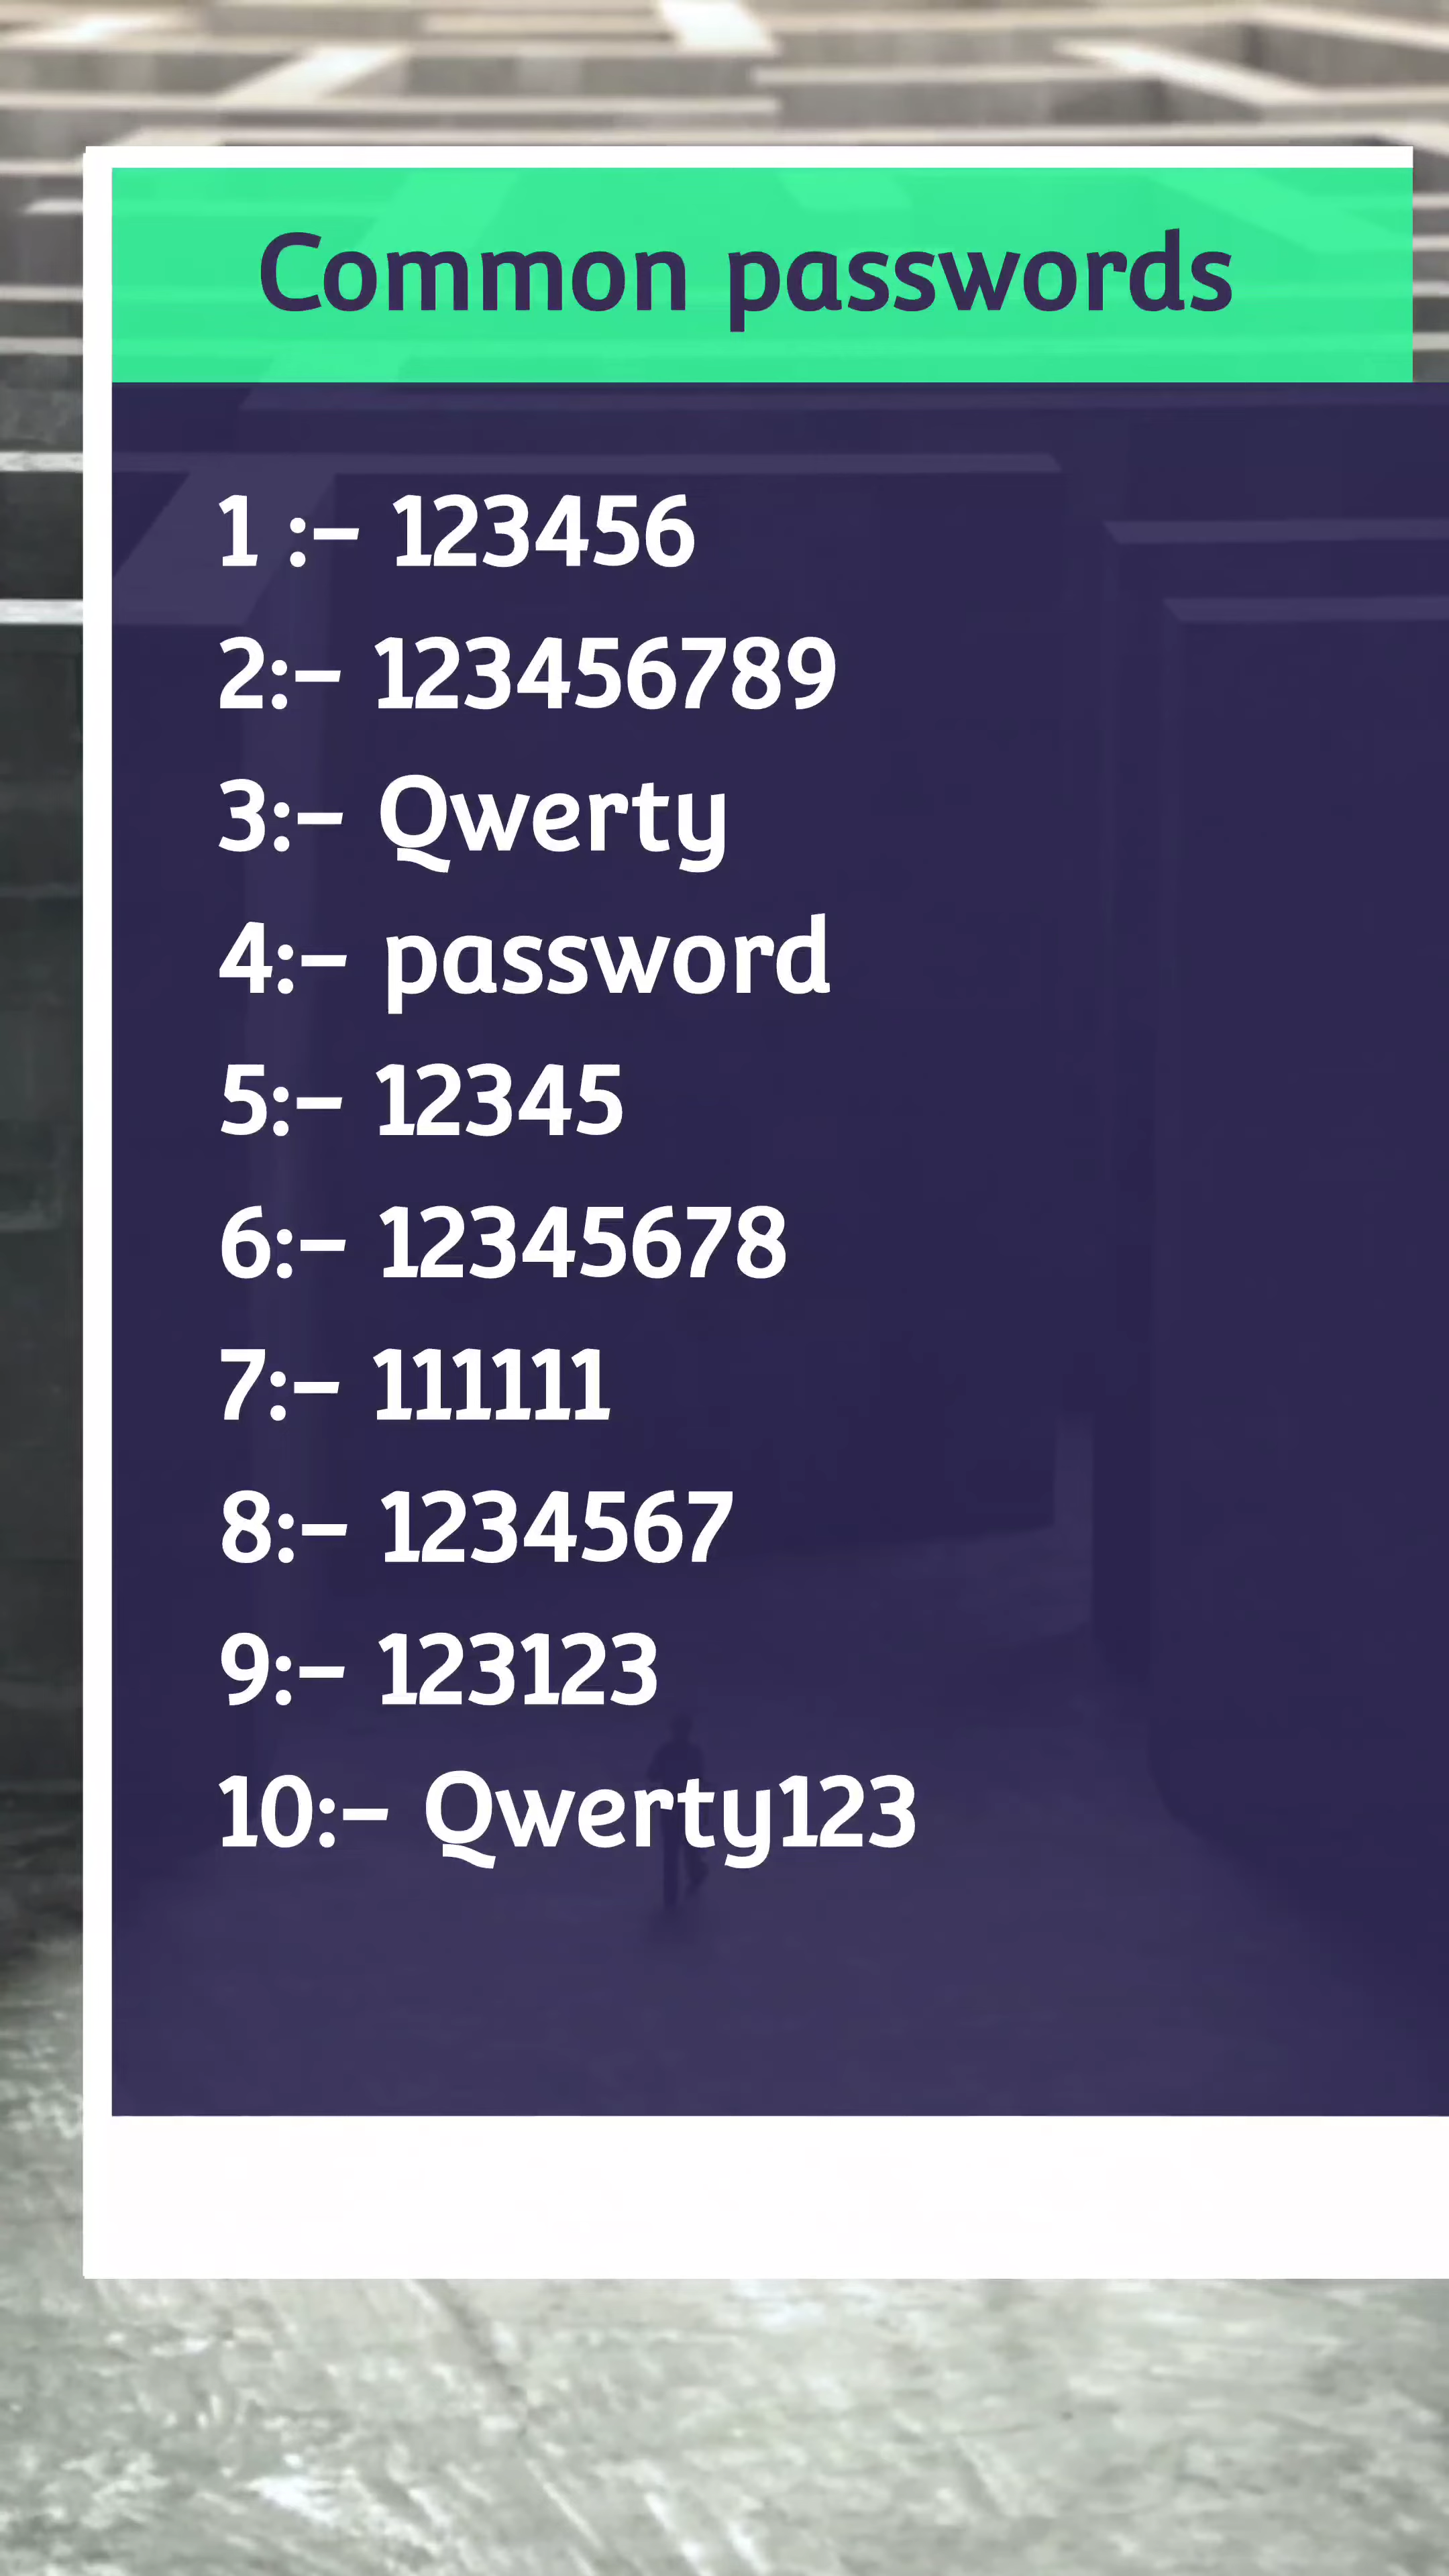 Common passwords
1 :- 123456
2:- 123456789
3:- Qwerty
4:- password
5:- 12345
6:- 12345678
7:- 111111
8:- 1234567
9:- 123123
10:- Qwerty123